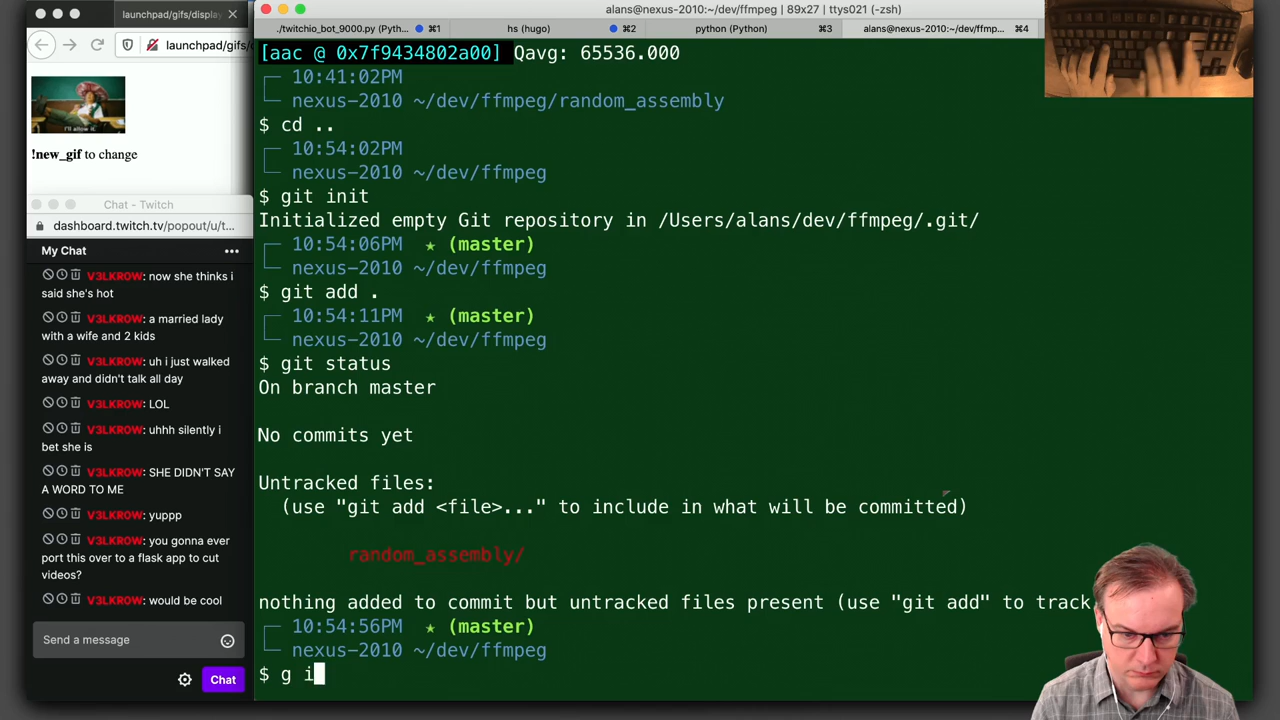 launchpad/gifs/display
launchpad/gifs/
I'll allow it.
!new_gif to change
Chat - Twitch
dashboard.twitch.tv/popout/u/t...
My Chat
V3LKROW: now she thinks i
said she's hot
V3LKROW: a married lady
with a wife and 2 kids
V3LKROW: uh i just walked
away and didn't talk all day
V3LKROW: LOL
V3LKROW: uhhh silently i
bet she is
V3LKROW: SHE DIDN'T SAY
A WORD TO ME
V3LKROW: yuppp
V3LKROW: you gonna ever
port this over to a flask app to cut
videos?
V3LKROW: would be cool
Send a message
Chat
alans@nexus-2010:~/dev/ffmpeg | 89x27 | ttys021 (-zsh)
./twitchio_bot_9000.py (Pyth... ⌘1
hs (hugo) ⌘2
python (Python) ⌘3
alans@nexus-2010:~/dev/ffmp... ⌘4
[aac @ 0x7f9434802a00] Qavg: 65536.000
10:41:02PM
nexus-2010 ~/dev/ffmpeg/random_assembly
$ cd ..
10:54:02PM
nexus-2010 ~/dev/ffmpeg
$ git init
Initialized empty Git repository in /Users/alans/dev/ffmpeg/.git/
10:54:06PM ★ (master)
nexus-2010 ~/dev/ffmpeg
$ git add .
10:54:11PM ★ (master)
nexus-2010 ~/dev/ffmpeg
$ git status
On branch master
No commits yet
Untracked files:
(use "git add <file>..." to include in what will be committed)
random_assembly/
nothing added to commit but untracked files present (use "git add" to track
10:54:56PM ★ (master)
nexus-2010 ~/dev/ffmpeg
$ g i